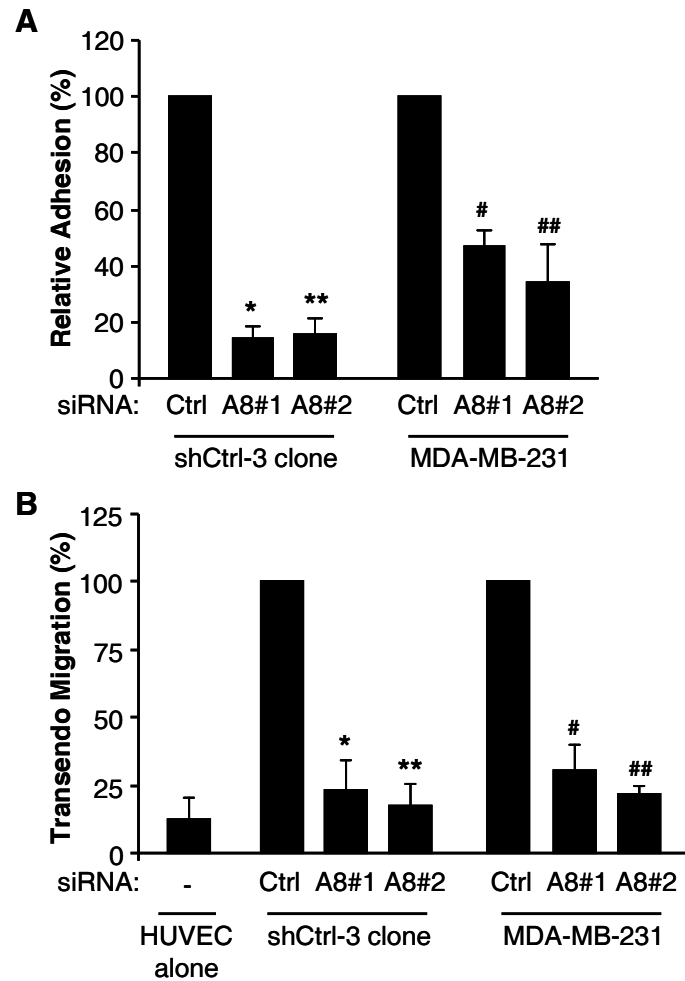 A
Relative Adhesion (%)
120
100
80
60
40
20
0
*
**
#
##
siRNA: Ctrl A8#1 A8#2 Ctrl A8#1 A8#2
shCtrl-3 clone MDA-MB-231
B
Transendo Migration (%)
125
100
75
50
25
0
*
**
#
##
siRNA: - Ctrl A8#1 A8#2 Ctrl A8#1 A8#2
HUVEC alone shCtrl-3 clone MDA-MB-231